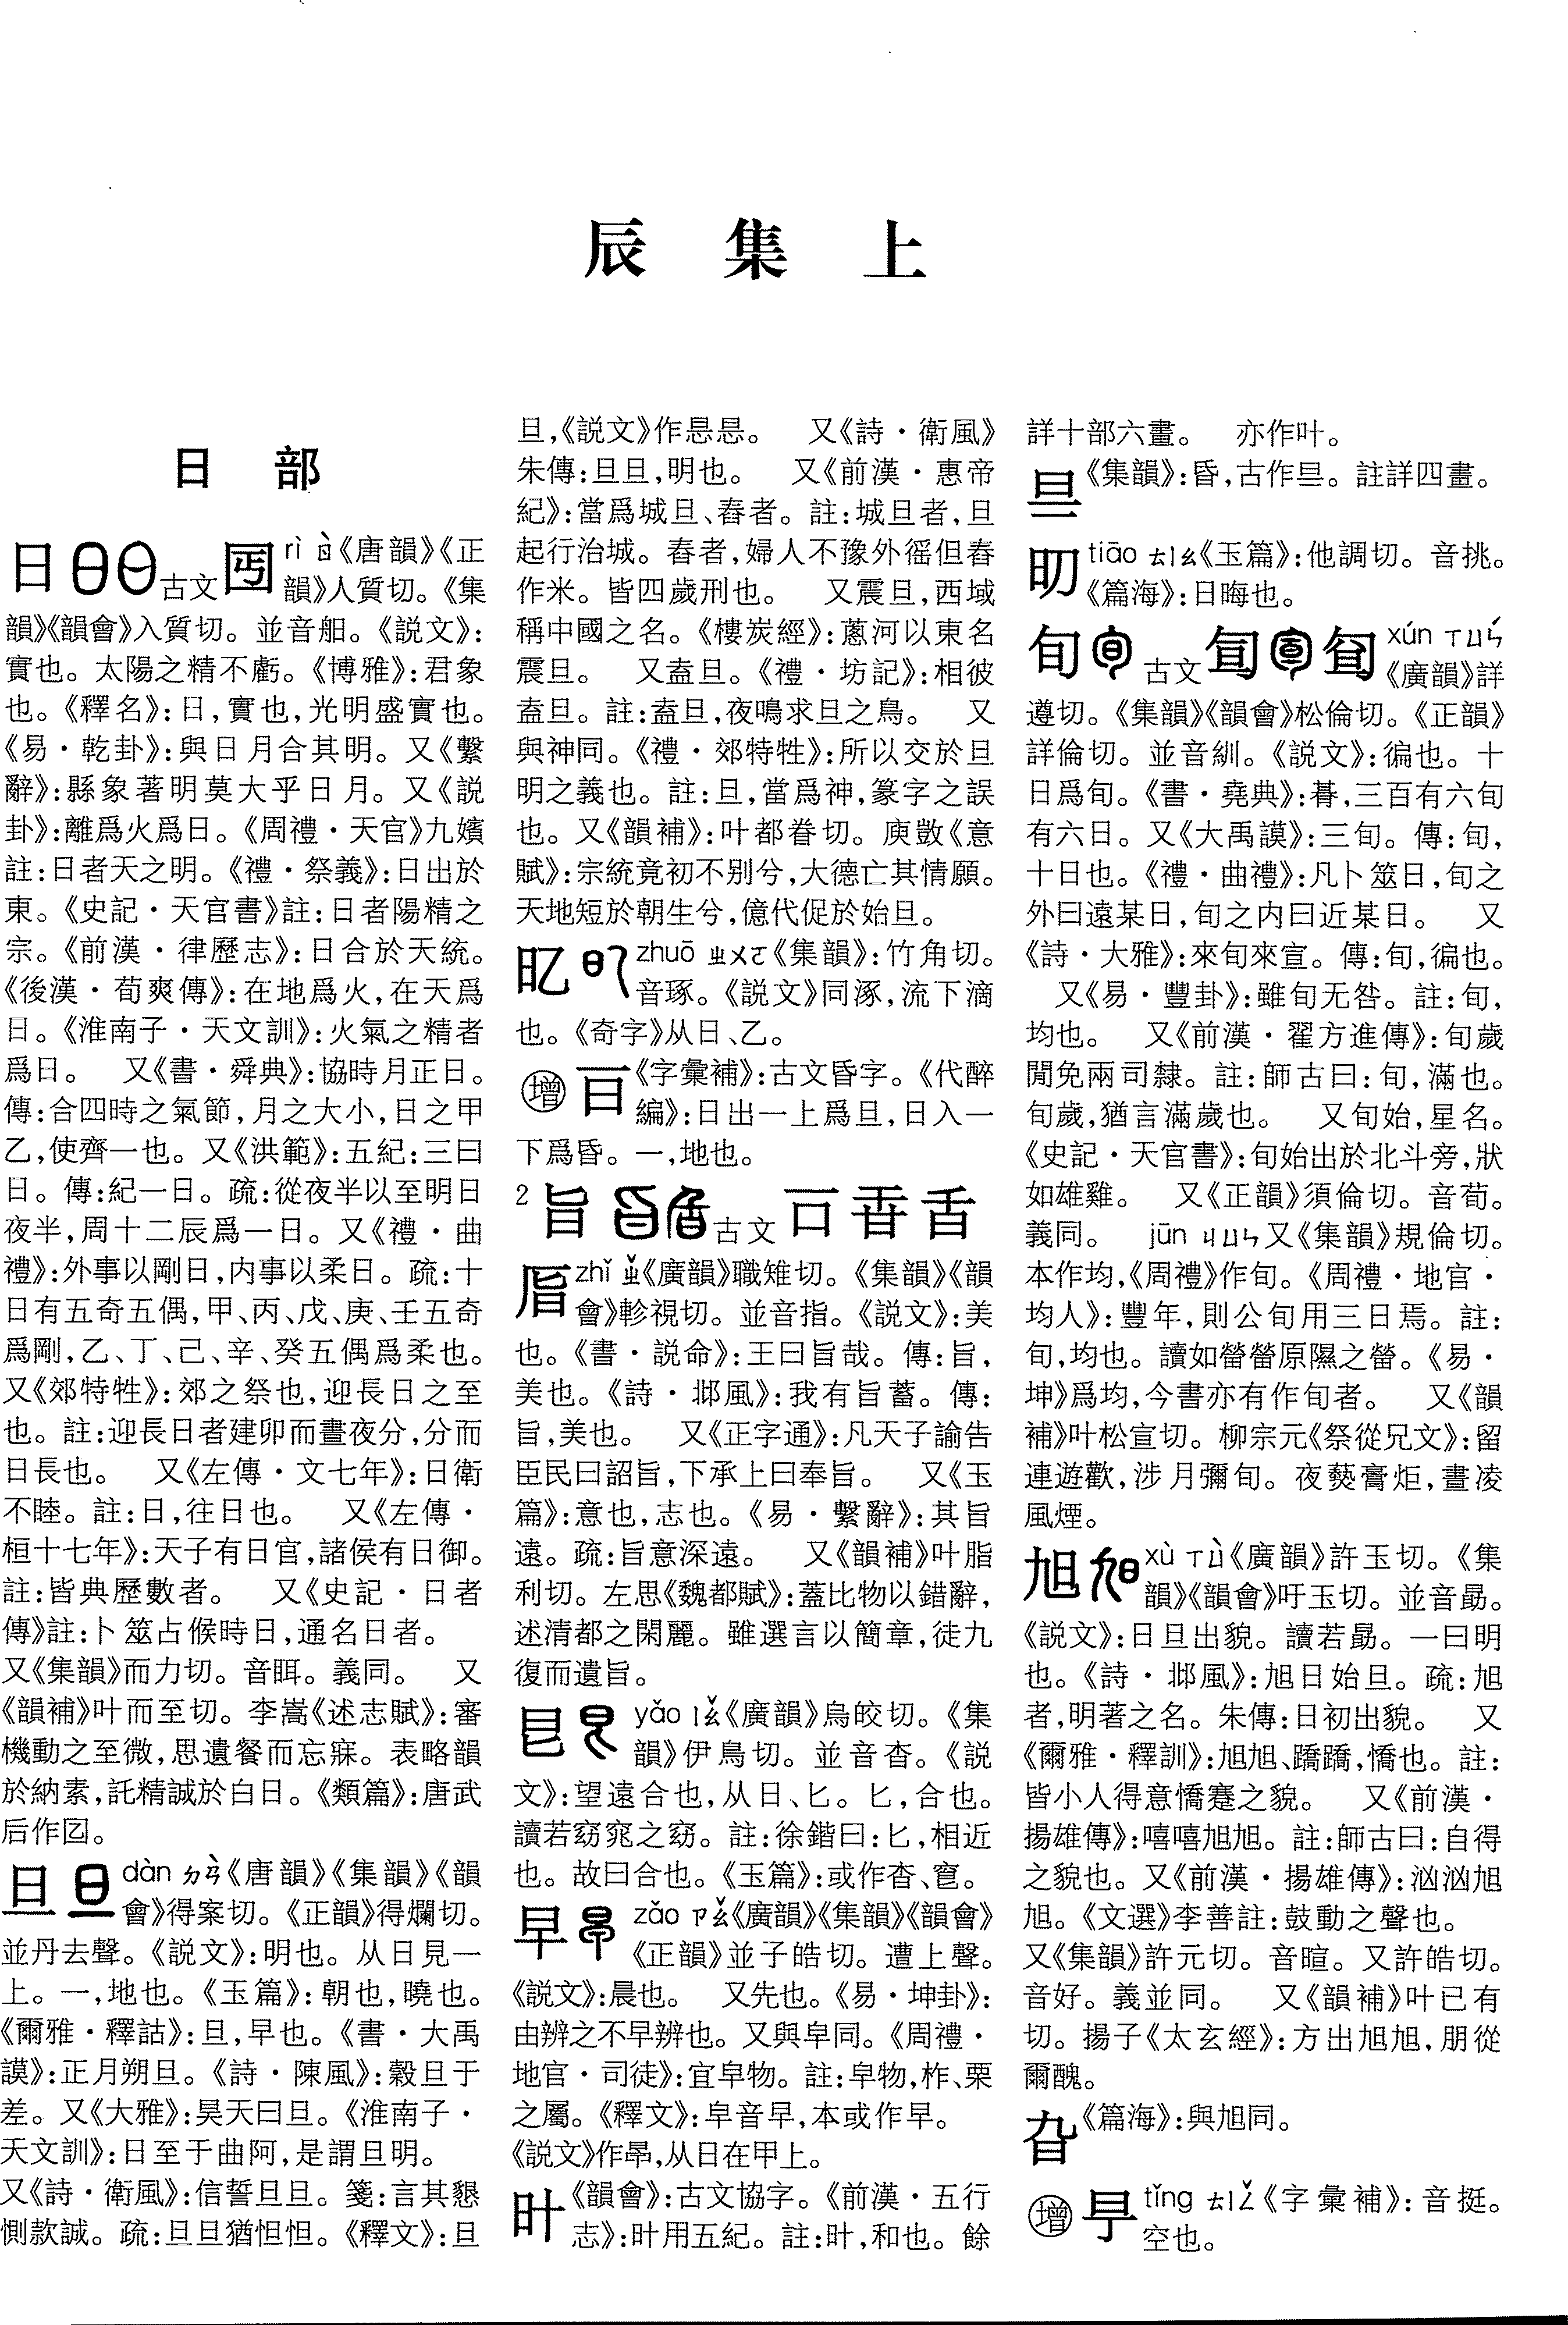 辰集上
日部
日 古文 rì ㄖˋ《唐韻》《正
韻》人質切。《集
韻》《韻會》入質切。並音馹。《説文》:
實也。太陽之精不虧。《博雅》:君象
也。《釋名》:日,實也,光明盛實也。
《易·乾卦》:與日月合其明。又《繫
辭》:縣象著明莫大乎日月。又《説
卦》:離爲火爲日。《周禮·天官》九嬪
註:日者天之明。《禮·祭義》:日出於
東。《史記·天官書》註:日者陽精之
宗。《前漢·律歷志》:日合於天統。
《後漢·荀爽傳》:在地爲火,在天爲
日。《淮南子·天文訓》:火氣之精者
爲日。　又《書·舜典》:協時月正日。
傳:合四時之氣節,月之大小,日之甲
乙,使齊一也。又《洪範》:五紀:三曰
日。傳:紀一日。疏:從夜半以至明日
夜半,周十二辰爲一日。又《禮·曲
禮》:外事以剛日,内事以柔日。疏:十
日有五奇五偶,甲、丙、戊、庚、壬五奇
爲剛,乙、丁、己、辛、癸五偶爲柔也。
又《郊特牲》:郊之祭也,迎長日之至
也。註:迎長日者建卯而晝夜分,分而
日長也。　又《左傳·文七年》:日衛
不睦。註:日,往日也。　又《左傳·
桓十七年》:天子有日官,諸侯有日御。
註:皆典歷數者。　又《史記·日者
傳》註:卜筮占候時日,通名日者。
又《集韻》而力切。音眲。義同。　又
《韻補》叶而至切。李嵩《述志賦》:審
機動之至微,思遺餐而忘寐。表略韻
於納素,託精誠於白日。《類篇》:唐武
后作囜。
旦 dàn ㄉㄢˋ《唐韻》《集韻》《韻
會》得案切。《正韻》得爛切。
並丹去聲。《説文》:明也。从日見一
上。一,地也。《玉篇》:朝也,曉也。
《爾雅·釋詁》:旦,早也。《書·大禹
謨》:正月朔旦。《詩·陳風》:穀旦于
差。又《大雅》:昊天曰旦。《淮南子·
天文訓》:日至于曲阿,是謂旦明。
又《詩·衛風》:信誓旦旦。箋:言其懇
惻款誠。疏:旦旦猶怛怛。《釋文》:旦
旦,《説文》作悬悬。　又《詩·衛風》
朱傳:旦旦,明也。　又《前漢·惠帝
紀》:當爲城旦、舂者。註:城旦者,旦
起行治城。舂者,婦人不豫外徭但舂
作米。皆四歲刑也。　又震旦,西域
稱中國之名。《樓炭經》:蔥河以東名
震旦。　又盍旦。《禮·坊記》:相彼
盍旦。註:盍旦,夜鳴求旦之鳥。　又
與神同。《禮·郊特牲》:所以交於旦
明之義也。註:旦,當爲神,篆字之誤
也。又《韻補》:叶都眷切。庾敳《意
賦》:宗統竟初不别兮,大德亡其情願。
天地短於朝生兮,億代促於始旦。
㫐 zhuō ㄓㄨㄛ《集韻》:竹角切。
音琢。《説文》同涿,流下滴
也。《奇字》从日、乙。
増 《字彙補》:古文昏字。《代醉
編》:日出一上爲旦,日入一
下爲昏。一,地也。
2 旨 古文
zhǐ ㄓˇ《廣韻》職雉切。《集韻》《韻
會》軫視切。並音指。《説文》:美
也。《書·説命》:王曰旨哉。傳:旨,
美也。《詩·邶風》:我有旨蓄。傳:
旨,美也。　又《正字通》:凡天子諭告
臣民曰詔旨,下承上曰奉旨。　又《玉
篇》:意也,志也。《易·繫辭》:其旨
遠。疏:旨意深遠。　又《韻補》叶脂
利切。左思《魏都賦》:蓋比物以錯辭,
述清都之閑麗。雖選言以簡章,徒九
復而遺旨。
㫐 yǎo ㄧㄠˇ《廣韻》烏皎切。《集
韻》伊鳥切。並音杳。《説
文》:望遠合也,从日、匕。匕,合也。
讀若窈窕之窈。註:徐鍇曰:匕,相近
也。故曰合也。《玉篇》:或作杳、窅。
早 zǎo ㄗㄠˇ《廣韻》《集韻》《韻會》
《正韻》並子皓切。遭上聲。
《説文》:晨也。　又先也。《易·坤卦》:
由辨之不早辨也。又與皁同。《周禮·
地官·司徒》:宜早物。註:早物,柞、栗
之屬。《釋文》:皁音早,本或作早。
《説文》作㫗,从日在甲上。
旪 《韻會》:古文協字。《前漢·五行
志》:旪用五紀。註:旪,和也。餘
詳十部六畫。　亦作叶。
《集韻》:昏,古作昌。註詳四畫。
tiāo ㄊㄧㄠ《玉篇》:他調切。音挑。
《篇海》:日晦也。
旬 古文 xún ㄒㄩㄣˊ
《廣韻》詳
遵切。《集韻》《韻會》松倫切。《正韻》
詳倫切。並音紃。《説文》:徧也。十
日爲旬。《書·堯典》:朞,三百有六旬
有六日。又《大禹謨》:三旬。傳:旬,
十日也。《禮·曲禮》:凡卜筮日,旬之
外曰遠某日,旬之内曰近某日。　又
《詩·大雅》:來旬來宣。傳:旬,徧也。
又《易·豐卦》:雖旬无咎。註:旬,
均也。　又《前漢·翟方進傳》:旬歲
閒免兩司隸。註:師古曰:旬,滿也。
旬歲,猶言滿歲也。　又旬始,星名。
《史記·天官書》:旬始出於北斗旁,狀
如雄雞。　又《正韻》須倫切。音荀。
義同。　jūn ㄐㄩㄣ又《集韻》規倫切。
本作均,《周禮》作旬。《周禮·地官·
均人》:豐年,則公旬用三日焉。註:
旬,均也。讀如螢螢原隰之螢。《易·
坤》爲均,今書亦有作旬者。　又《韻
補》叶松宣切。柳宗元《祭從兄文》:留
連遊歡,涉月彌旬。夜爇膏炬,晝凌
風煙。
旭 xù ㄒㄩˋ《廣韻》許玉切。《集
韻》《韻會》吁玉切。並音勗。
《説文》:日旦出貌。讀若勗。一曰明
也。《詩·邶風》:旭日始旦。疏:旭
者,明著之名。朱傳:日初出貌。　又
《爾雅·釋訓》:旭旭、蹻蹻,憍也。註:
皆小人得意憍蹇之貌。　又《前漢·
揚雄傳》:嘻嘻旭旭。註:師古曰:自得
之貌也。又《前漢·揚雄傳》:汹汹旭
旭。《文選》李善註:鼓動之聲也。
又《集韻》許元切。音暄。又許皓切。
音好。義並同。　又《韻補》叶已有
切。揚子《太玄經》:方出旭旭,朋從
爾醜。
旮 《篇海》:與旭同。
増 tǐng ㄊㄧㄥˇ《字彙補》:音挺。
空也。